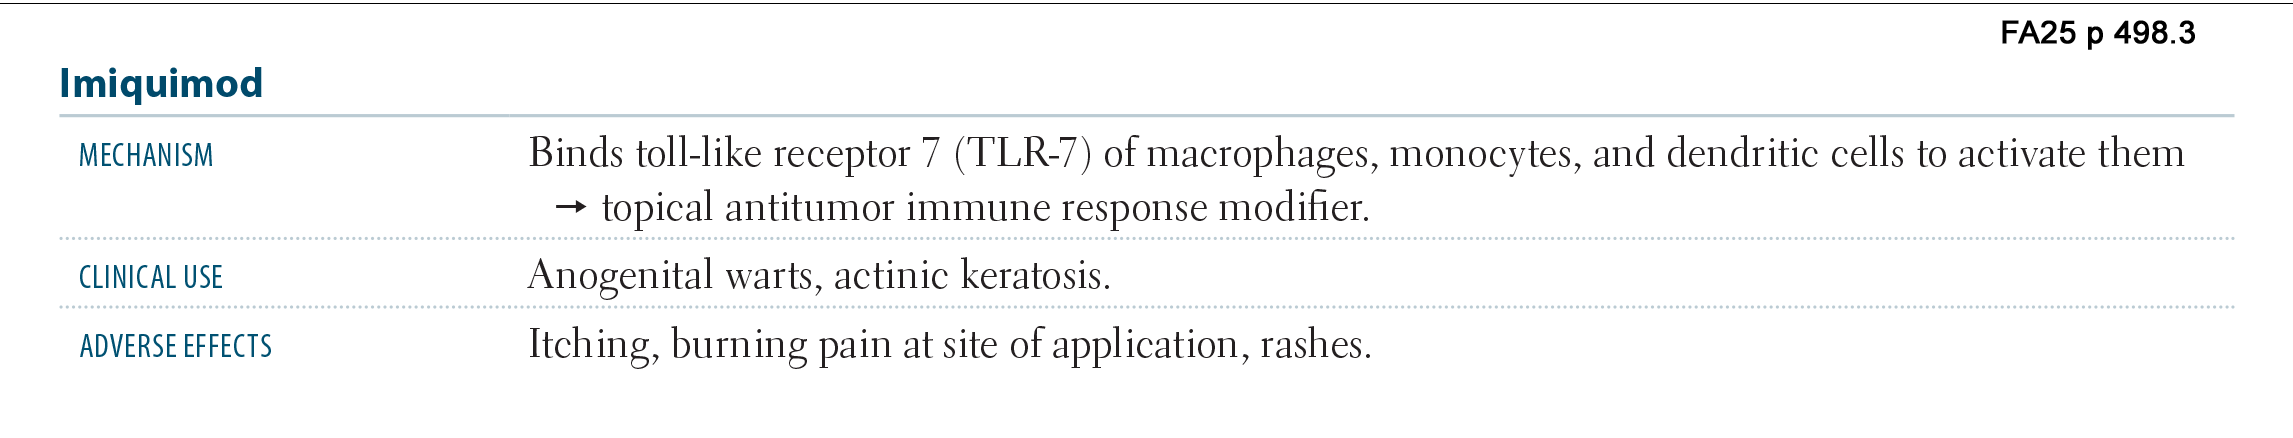 FA25 p 498.3
Imiquimod
MECHANISM Binds toll-like receptor 7 (TLR-7) of macrophages, monocytes, and dendritic cells to activate them
→ topical antitumor immune response modifier.
CLINICAL USE Anogenital warts, actinic keratosis.
ADVERSE EFFECTS Itching, burning pain at site of application, rashes.